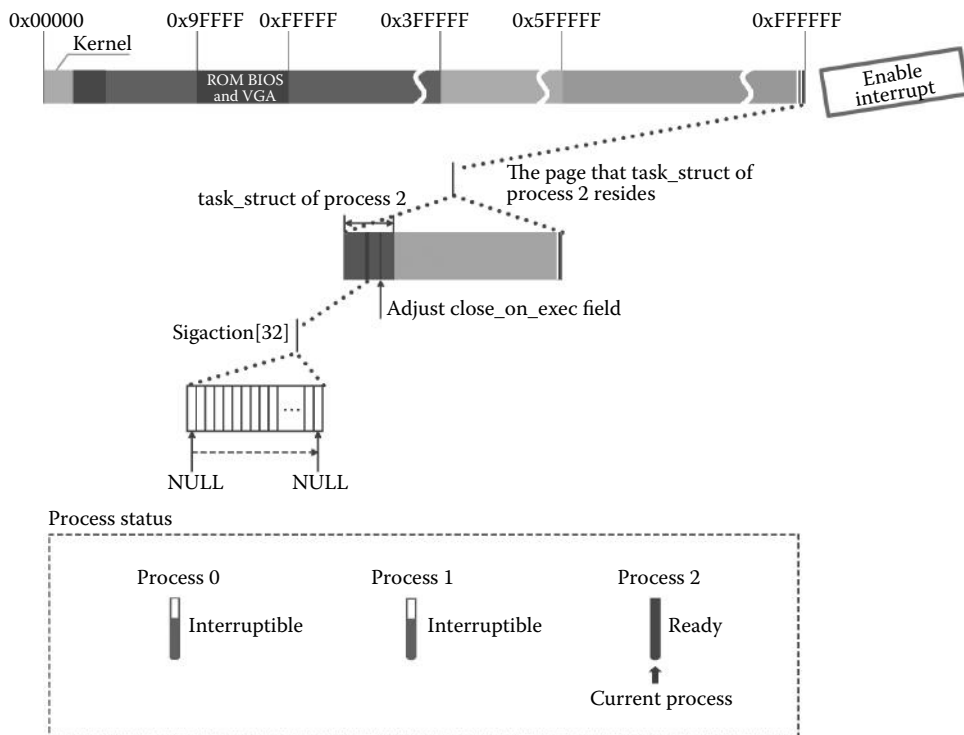 0x00000 0x9FFFF 0xFFFFF 0x3FFFFF 0x5FFFFF 0xFFFFFF
Kernel
ROM BIOS
and VGA
Enable
interrupt
The page that task_struct of
process 2 resides
task_struct of process 2
Adjust close_on_exec field
Sigaction[32]
...
NULL NULL
Process status
Process 0 Process 1 Process 2
Interruptible Interruptible Ready
Current process